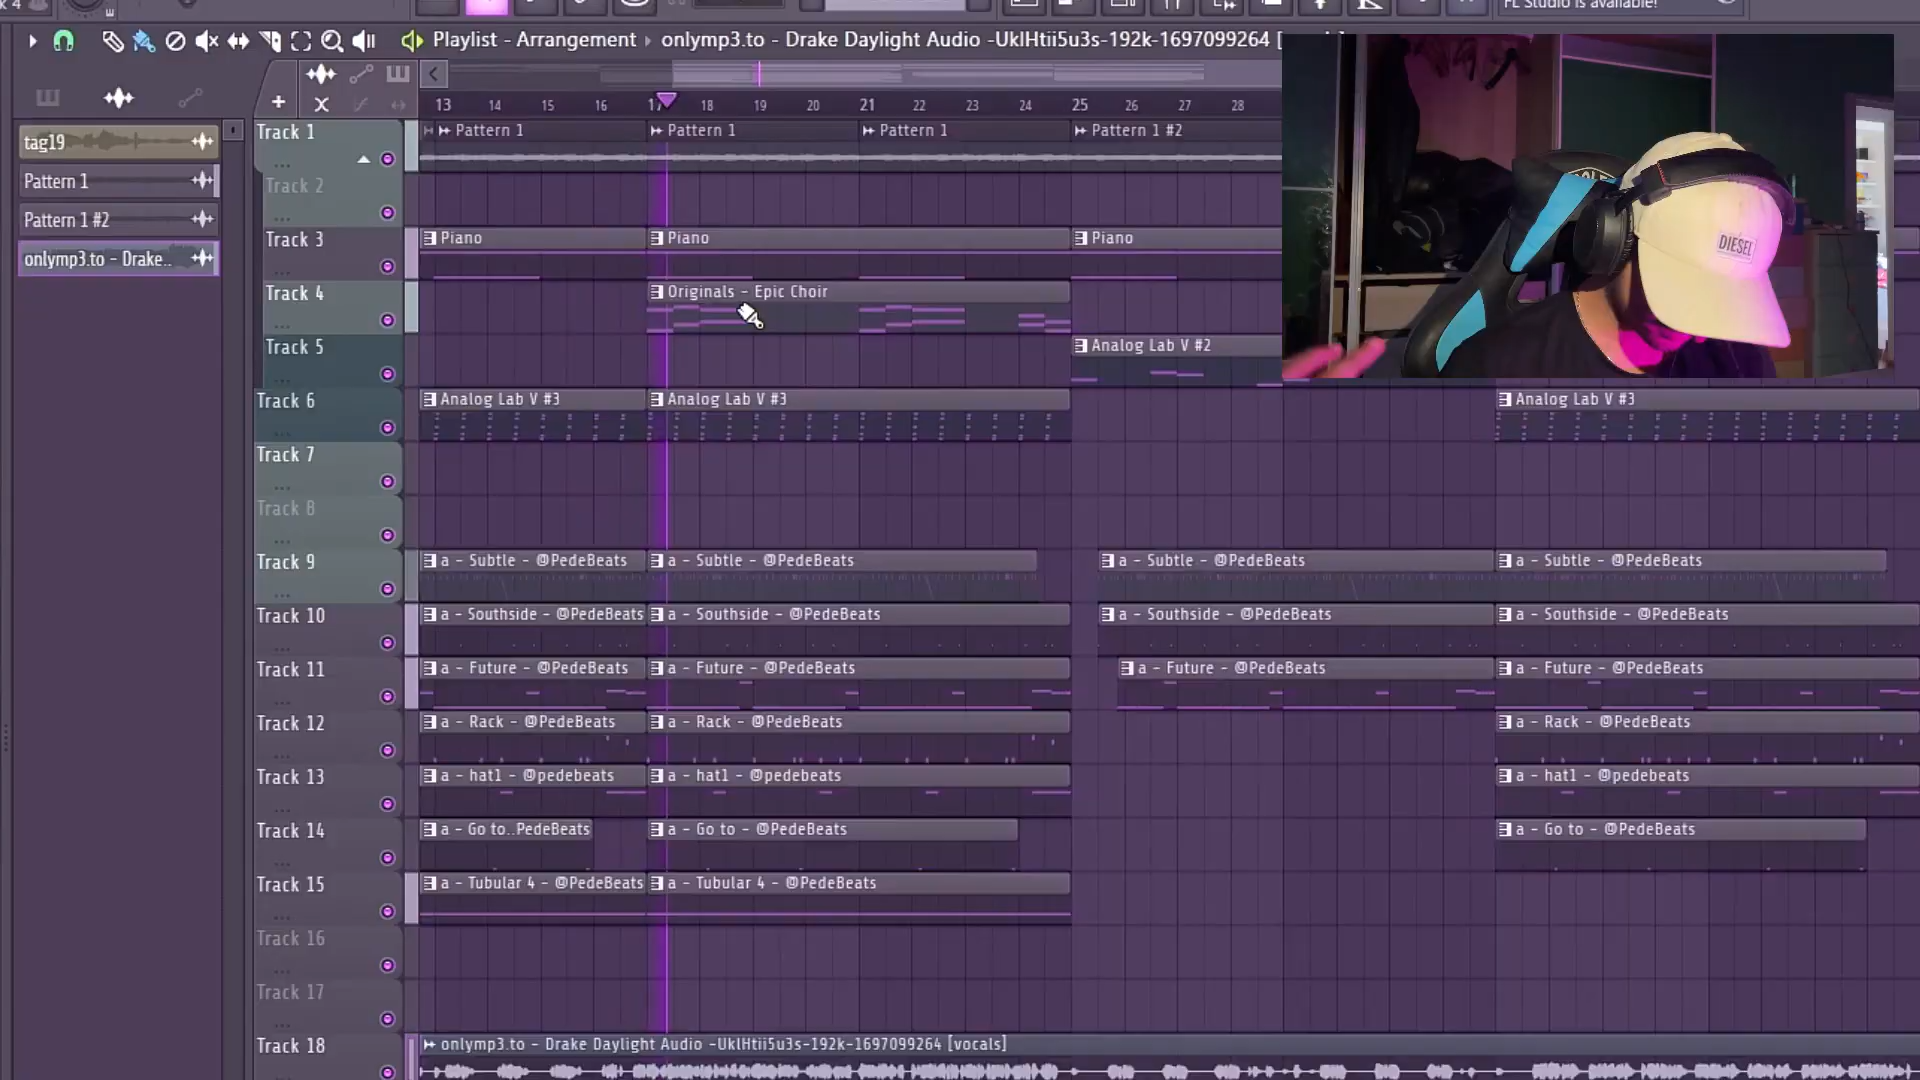 FL Studio is available!
Playlist - Arrangement › onlymp3.to - Drake Daylight Audio -UklHtii5u3s-192k-1697099264 [
13 14 15 16 17 18 19 20 21 22 23 24 25 26 27 28
tag19
Pattern 1
Pattern 1 #2
onlymp3.to - Drake..
Track 1
Pattern 1
Pattern 1
Pattern 1
Pattern 1 #2
Track 2
Track 3
Piano
Piano
Piano
Track 4
Originals - Epic Choir
Track 5
Analog Lab V #2
Track 6
Analog Lab V #3
Analog Lab V #3
Analog Lab V #3
Track 7
Track 8
Track 9
a - Subtle - @PedeBeats
a - Subtle - @PedeBeats
a - Subtle - @PedeBeats
a - Subtle - @PedeBeats
Track 10
a - Southside - @PedeBeats
a - Southside - @PedeBeats
a - Southside - @PedeBeats
a - Southside - @PedeBeats
Track 11
a - Future - @PedeBeats
a - Future - @PedeBeats
a - Future - @PedeBeats
a - Future - @PedeBeats
Track 12
a - Rack - @PedeBeats
a - Rack - @PedeBeats
a - Rack - @PedeBeats
Track 13
a - hat1 - @pedebeats
a - hat1 - @pedebeats
a - hat1 - @pedebeats
Track 14
a - Go to..PedeBeats
a - Go to - @PedeBeats
a - Go to - @PedeBeats
Track 15
a - Tubular 4 - @PedeBeats
a - Tubular 4 - @PedeBeats
Track 16
Track 17
Track 18
onlymp3.to - Drake Daylight Audio -UklHtii5u3s-192k-1697099264 [vocals]
DIESEL